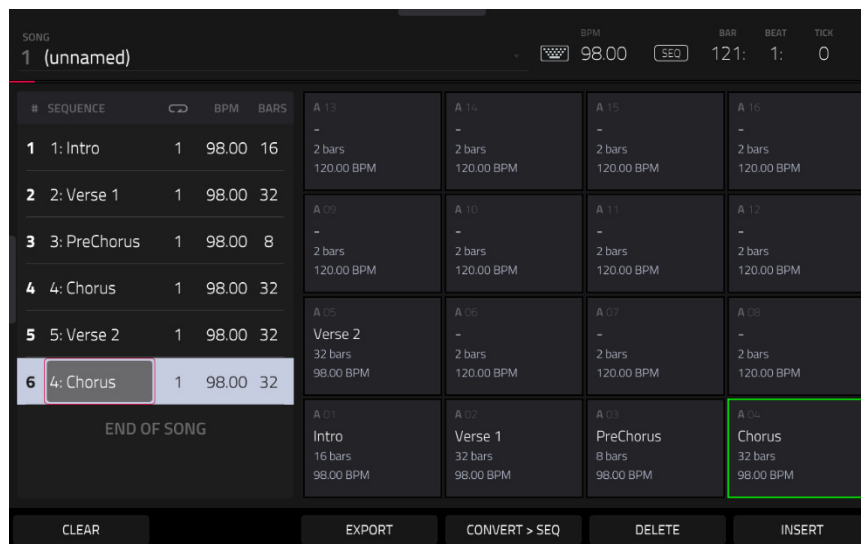 SONG BPM BAR BEAT TICK
1 (unnamed) 98.00 SEQ 121: 1: 0
# SEQUENCE BPM BARS
1 1: Intro 1 98.00 16
2 2: Verse 1 1 98.00 32
3 3: PreChorus 1 98.00 8
4 4: Chorus 1 98.00 32
5 5: Verse 2 1 98.00 32
6 4: Chorus 1 98.00 32
END OF SONG
A 13 A 14 A 15 A 16
- - - -
2 bars 2 bars 2 bars 2 bars
120.00 BPM 120.00 BPM 120.00 BPM 120.00 BPM
A 09 A 10 A 11 A 12
- - - -
2 bars 2 bars 2 bars 2 bars
120.00 BPM 120.00 BPM 120.00 BPM 120.00 BPM
A 05 A 06 A 07 A 08
Verse 2 - - -
32 bars 2 bars 2 bars 2 bars
98.00 BPM 120.00 BPM 120.00 BPM 120.00 BPM
A 01 A 02 A 03 A 04
Intro Verse 1 PreChorus Chorus
16 bars 32 bars 8 bars 32 bars
98.00 BPM 98.00 BPM 98.00 BPM 98.00 BPM
CLEAR EXPORT CONVERT > SEQ DELETE INSERT